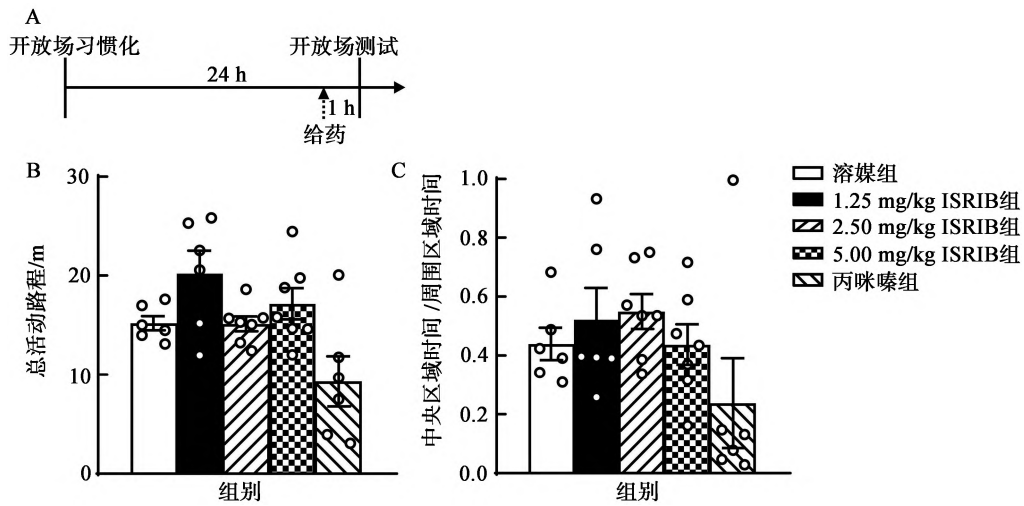 A
开放场习惯化
开放场测试
24 h
1 h
给药
B
总活动路程/m
30
20
10
0
组别
C
中央区域时间/周围区域时间
1.0
0.8
0.6
0.4
0.2
0.0
组别
溶媒组
1.25 mg/kg ISRIB组
2.50 mg/kg ISRIB组
5.00 mg/kg ISRIB组
丙咪嗪组